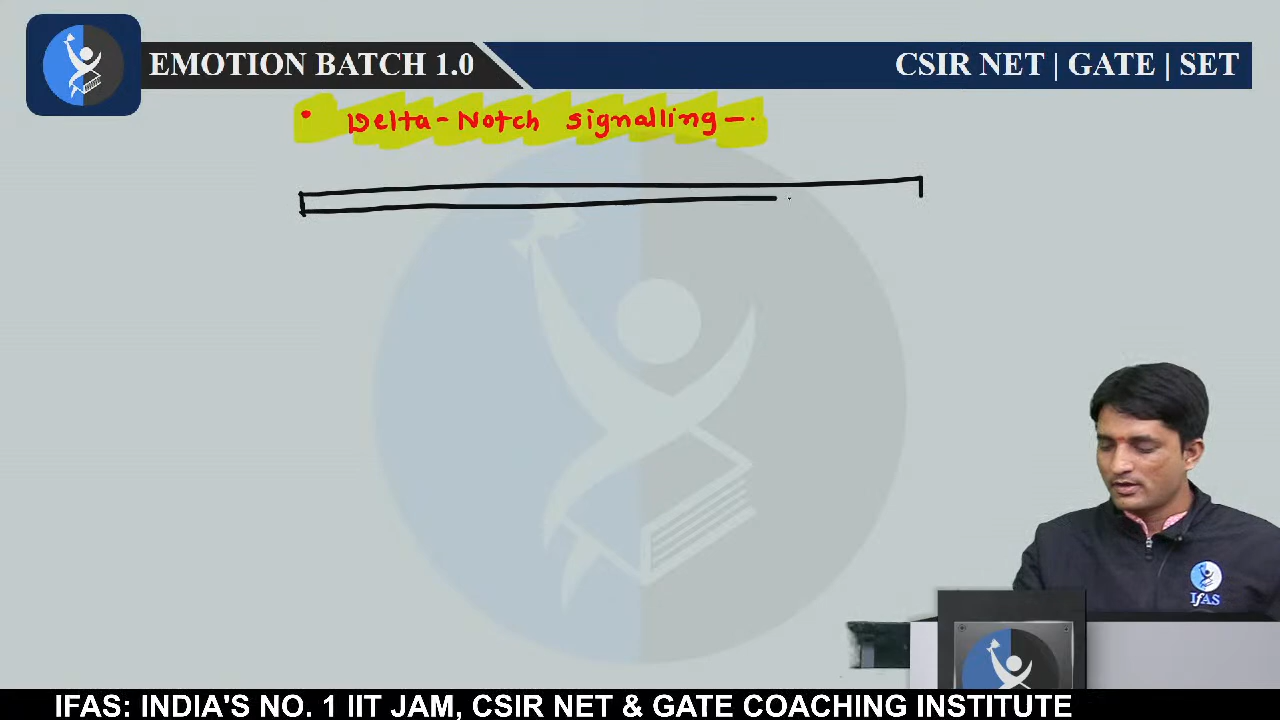 EMOTION BATCH 1.0
CSIR NET | GATE | SET
• Delta-Notch signalling -
IFAS
IFAS: INDIA'S NO. 1 IIT JAM, CSIR NET & GATE COACHING INSTITUTE